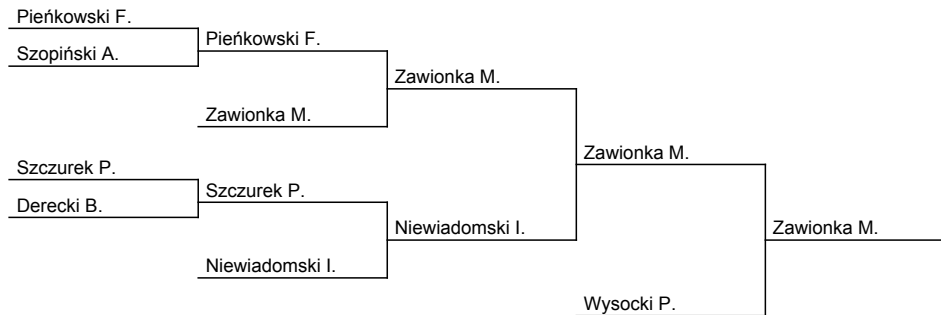 Pieńkowski F.
Szopiński A.
Pieńkowski F.
Zawionka M.
Zawionka M.
Szczurek P.
Derecki B.
Szczurek P.
Niewiadomski I.
Niewiadomski I.
Zawionka M.
Wysocki P.
Zawionka M.